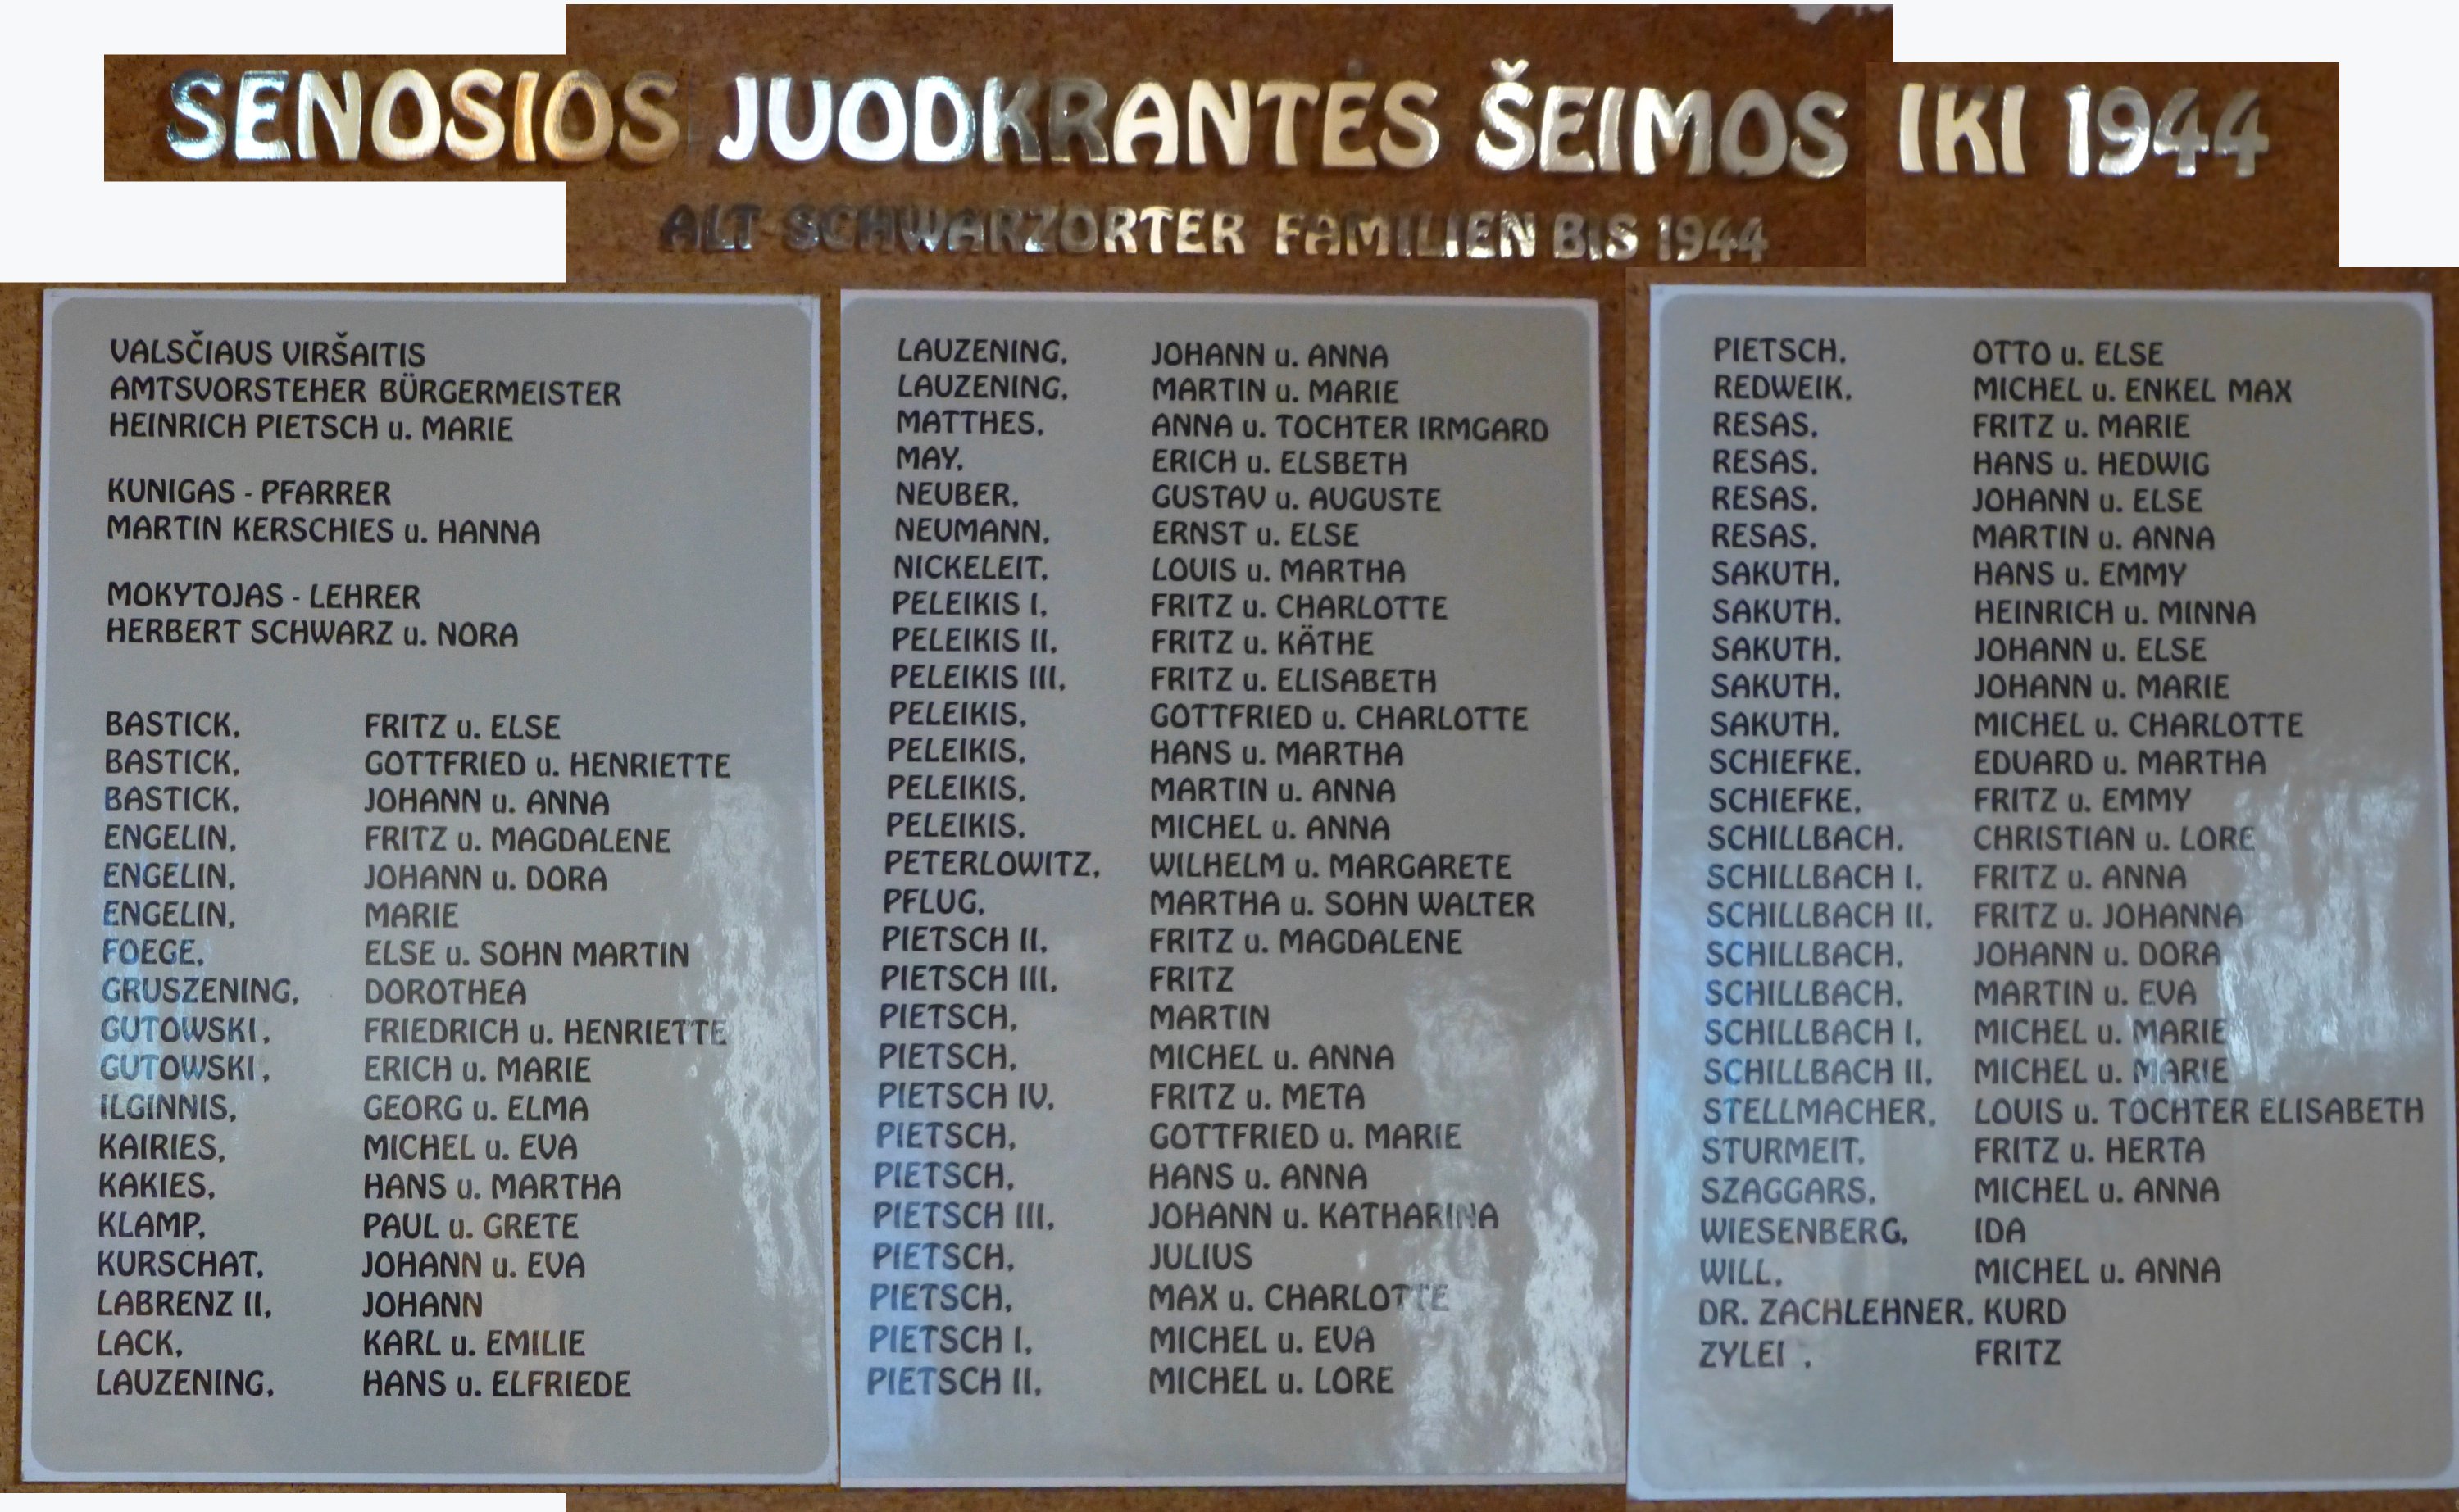 SENOSIOS JUODKRANTĖS ŠEIMOS IKI 1944
ALT SCHWARZORTER FAMILIEN BIS 1944
VALSČIAUS VIRŠAITIS
AMTSVORSTEHER BÜRGERMEISTER
HEINRICH PIETSCH u. MARIE
KUNIGAS - PFARRER
MARTIN KERSCHIES u. HANNA
MOKYTOJAS - LEHRER
HERBERT SCHWARZ u. NORA
BASTICK, FRITZ u. ELSE
BASTICK, GOTTFRIED u. HENRIETTE
BASTICK, JOHANN u. ANNA
ENGELIN, FRITZ u. MAGDALENE
ENGELIN, JOHANN u. DORA
ENGELIN, MARIE
FOEGE, ELSE u. SOHN MARTIN
GRUSZENING, DOROTHEA
GUTOWSKI, FRIEDRICH u. HENRIETTE
GUTOWSKI, ERICH u. MARIE
ILGINNIS, GEORG u. ELMA
KAIRIES, MICHEL u. EVA
KAKIES, HANS u. MARTHA
KLAMP, PAUL u. GRETE
KURSCHAT, JOHANN u. EVA
LABRENZ II, JOHANN
LACK, KARL u. EMILIE
LAUZENING, HANS u. ELFRIEDE
LAUZENING, JOHANN u. ANNA
LAUZENING, MARTIN u. MARIE
MATTHES, ANNA u. TOCHTER IRMGARD
MAY, ERICH u. ELSBETH
NEUBER, GUSTAV u. AUGUSTE
NEUMANN, ERNST u. ELSE
NICKELEIT, LOUIS u. MARTHA
PELEIKIS I, FRITZ u. CHARLOTTE
PELEIKIS II, FRITZ u. KÄTHE
PELEIKIS III, FRITZ u. ELISABETH
PELEIKIS, GOTTFRIED u. CHARLOTTE
PELEIKIS, HANS u. MARTHA
PELEIKIS, MARTIN u. ANNA
PELEIKIS, MICHEL u. ANNA
PETERLOWITZ, WILHELM u. MARGARETE
PFLUG, MARTHA u. SOHN WALTER
PIETSCH II, FRITZ u. MAGDALENE
PIETSCH III, FRITZ
PIETSCH, MARTIN
PIETSCH, MICHEL u. ANNA
PIETSCH IV, FRITZ u. META
PIETSCH, GOTTFRIED u. MARIE
PIETSCH, HANS u. ANNA
PIETSCH III, JOHANN u. KATHARINA
PIETSCH, JULIUS
PIETSCH, MAX u. CHARLOTTE
PIETSCH I, MICHEL u. EVA
PIETSCH II, MICHEL u. LORE
PIETSCH, OTTO u. ELSE
REDWEIK, MICHEL u. ENKEL MAX
RESAS, FRITZ u. MARIE
RESAS, HANS u. HEDWIG
RESAS, JOHANN u. ELSE
RESAS, MARTIN u. ANNA
SAKUTH, HANS u. EMMY
SAKUTH, HEINRICH u. MINNA
SAKUTH, JOHANN u. ELSE
SAKUTH, JOHANN u. MARIE
SAKUTH, MICHEL u. CHARLOTTE
SCHIEFKE, EDUARD u. MARTHA
SCHIEFKE, FRITZ u. EMMY
SCHILLBACH, CHRISTIAN u. LORE
SCHILLBACH I, FRITZ u. ANNA
SCHILLBACH II, FRITZ u. JOHANNA
SCHILLBACH, JOHANN u. DORA
SCHILLBACH, MARTIN u. EVA
SCHILLBACH I, MICHEL u. MARIE
SCHILLBACH II, MICHEL u. MARIE
STELLMACHER, LOUIS u. TOCHTER ELISABETH
STURMEIT, FRITZ u. HERTA
SZAGGARS, MICHEL u. ANNA
WIESENBERG, IDA
WILL, MICHEL u. ANNA
DR. ZACHLEHNER, KURD
ZYLEI , FRITZ